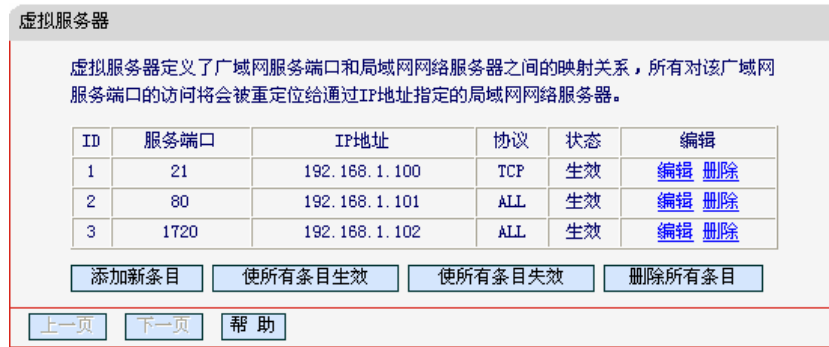 虚拟服务器
虚拟服务器定义了广域网服务端口和局域网网络服务器之间的映射关系，所有对该广域网
服务端口的访问将会被重定位给通过IP地址指定的局域网网络服务器。
ID 服务端口 IP地址 协议 状态 编辑
1 21 192.168.1.100 TCP 生效 编辑 删除
2 80 192.168.1.101 ALL 生效 编辑 删除
3 1720 192.168.1.102 ALL 生效 编辑 删除
添加新条目 使所有条目生效 使所有条目失效 删除所有条目
上一页 下一页 帮 助